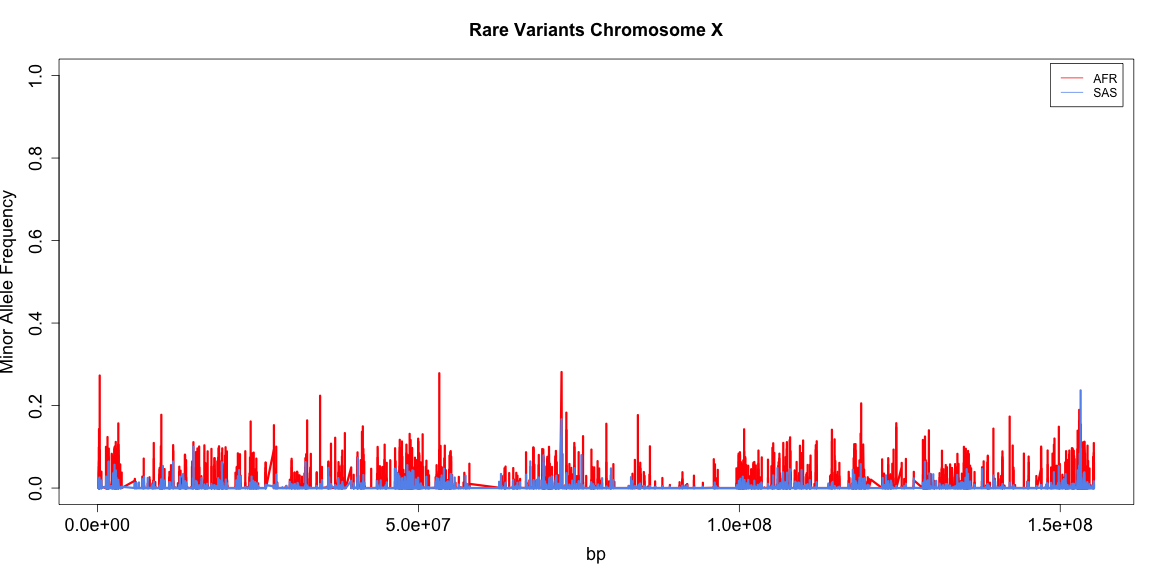 Rare Variants Chromosome X
AFR
SAS
Minor Allele Frequency
1.0
0.8
0.6
0.4
0.2
0.0
0.0e+00 5.0e+07 1.0e+08 1.5e+08
bp